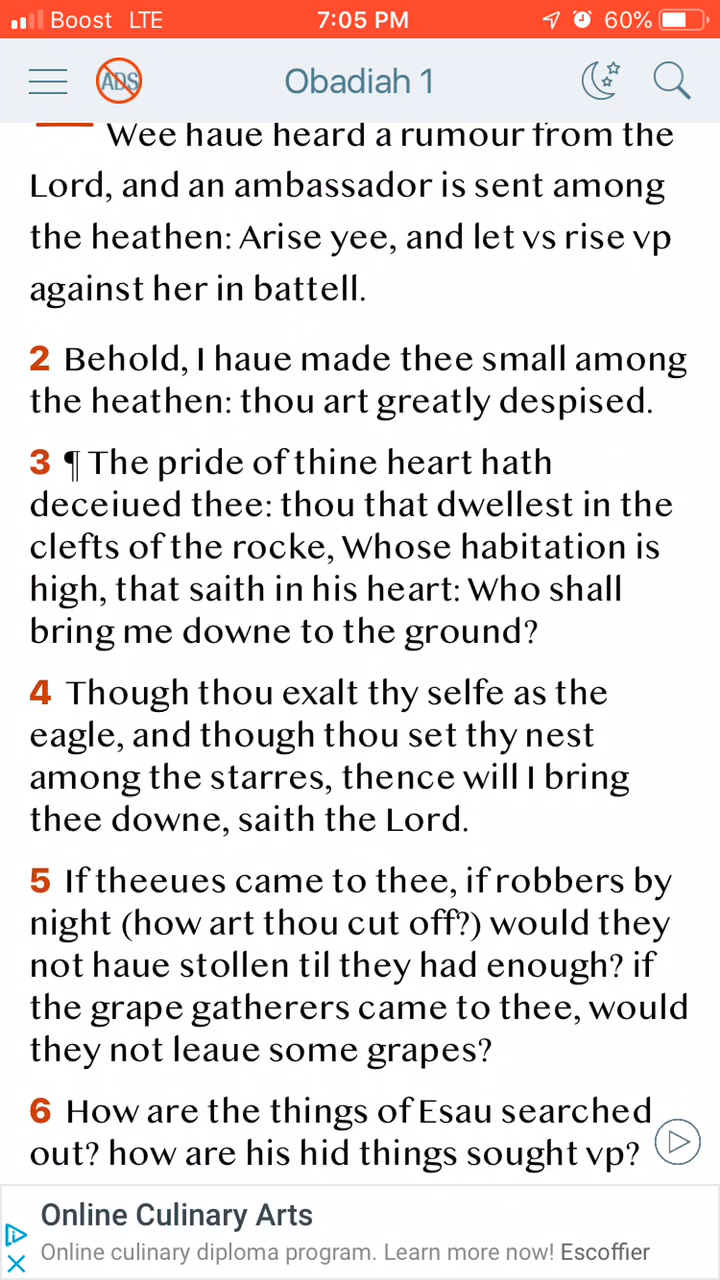 Boost LTE 7:05 PM 60%
ADS Obadiah 1
Wee haue heard a rumour from the
Lord, and an ambassador is sent among
the heathen: Arise yee, and let vs rise vp
against her in battell.
2 Behold, I haue made thee small among
the heathen: thou art greatly despised.
3 ¶ The pride of thine heart hath
deceiued thee: thou that dwellest in the
clefts of the rocke, Whose habitation is
high, that saith in his heart: Who shall
bring me downe to the ground?
4 Though thou exalt thy selfe as the
eagle, and though thou set thy nest
among the starres, thence will I bring
thee downe, saith the Lord.
5 If theeues came to thee, if robbers by
night (how art thou cut off?) would they
not haue stollen til they had enough? if
the grape gatherers came to thee, would
they not leaue some grapes?
6 How are the things of Esau searched
out? how are his hid things sought vp?
Online Culinary Arts
Online culinary diploma program. Learn more now! Escoffier